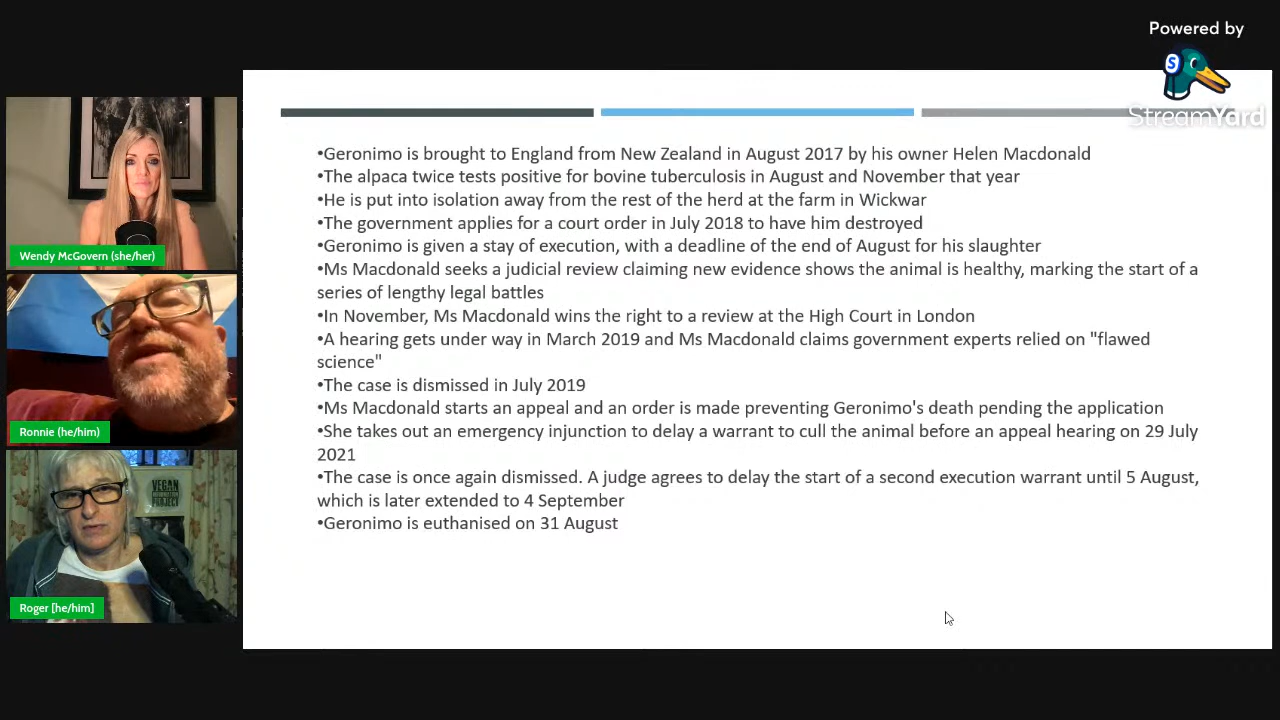 Powered by
StreamYard
S
•Geronimo is brought to England from New Zealand in August 2017 by his owner Helen Macdonald
•The alpaca twice tests positive for bovine tuberculosis in August and November that year
•He is put into isolation away from the rest of the herd at the farm in Wickwar
•The government applies for a court order in July 2018 to have him destroyed
•Geronimo is given a stay of execution, with a deadline of the end of August for his slaughter
•Ms Macdonald seeks a judicial review claiming new evidence shows the animal is healthy, marking the start of a
series of lengthy legal battles
•In November, Ms Macdonald wins the right to a review at the High Court in London
•A hearing gets under way in March 2019 and Ms Macdonald claims government experts relied on "flawed
science"
•The case is dismissed in July 2019
•Ms Macdonald starts an appeal and an order is made preventing Geronimo's death pending the application
•She takes out an emergency injunction to delay a warrant to cull the animal before an appeal hearing on 29 July
2021
•The case is once again dismissed. A judge agrees to delay the start of a second execution warrant until 5 August,
which is later extended to 4 September
•Geronimo is euthanised on 31 August
Wendy McGovern (she/her)
Ronnie (he/him)
VEGAN
INFORMATION
PROJECT
Roger [he/him]